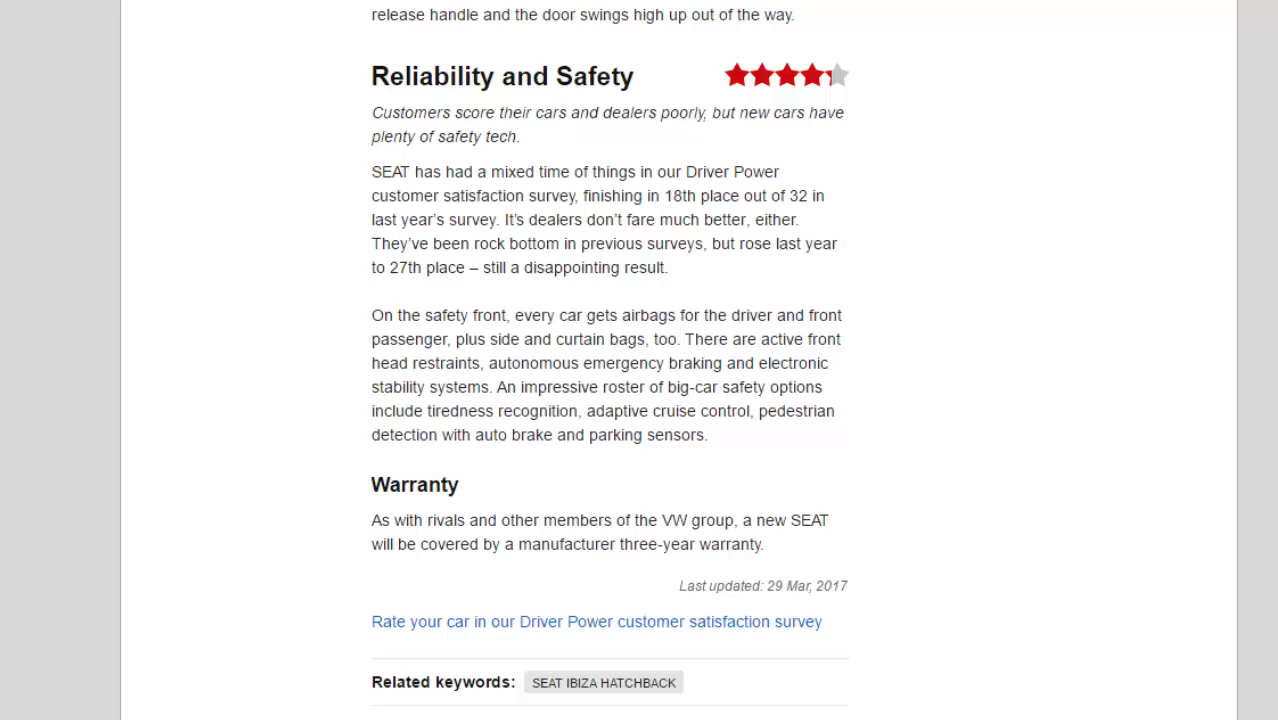 release handle and the door swings high up out of the way.
Reliability and Safety
Customers score their cars and dealers poorly, but new cars have
plenty of safety tech.
SEAT has had a mixed time of things in our Driver Power
customer satisfaction survey, finishing in 18th place out of 32 in
last year’s survey. It’s dealers don’t fare much better, either.
They’ve been rock bottom in previous surveys, but rose last year
to 27th place – still a disappointing result.
On the safety front, every car gets airbags for the driver and front
passenger, plus side and curtain bags, too. There are active front
head restraints, autonomous emergency braking and electronic
stability systems. An impressive roster of big-car safety options
include tiredness recognition, adaptive cruise control, pedestrian
detection with auto brake and parking sensors.
Warranty
As with rivals and other members of the VW group, a new SEAT
will be covered by a manufacturer three-year warranty.
Last updated: 29 Mar, 2017
Rate your car in our Driver Power customer satisfaction survey
Related keywords: SEAT IBIZA HATCHBACK